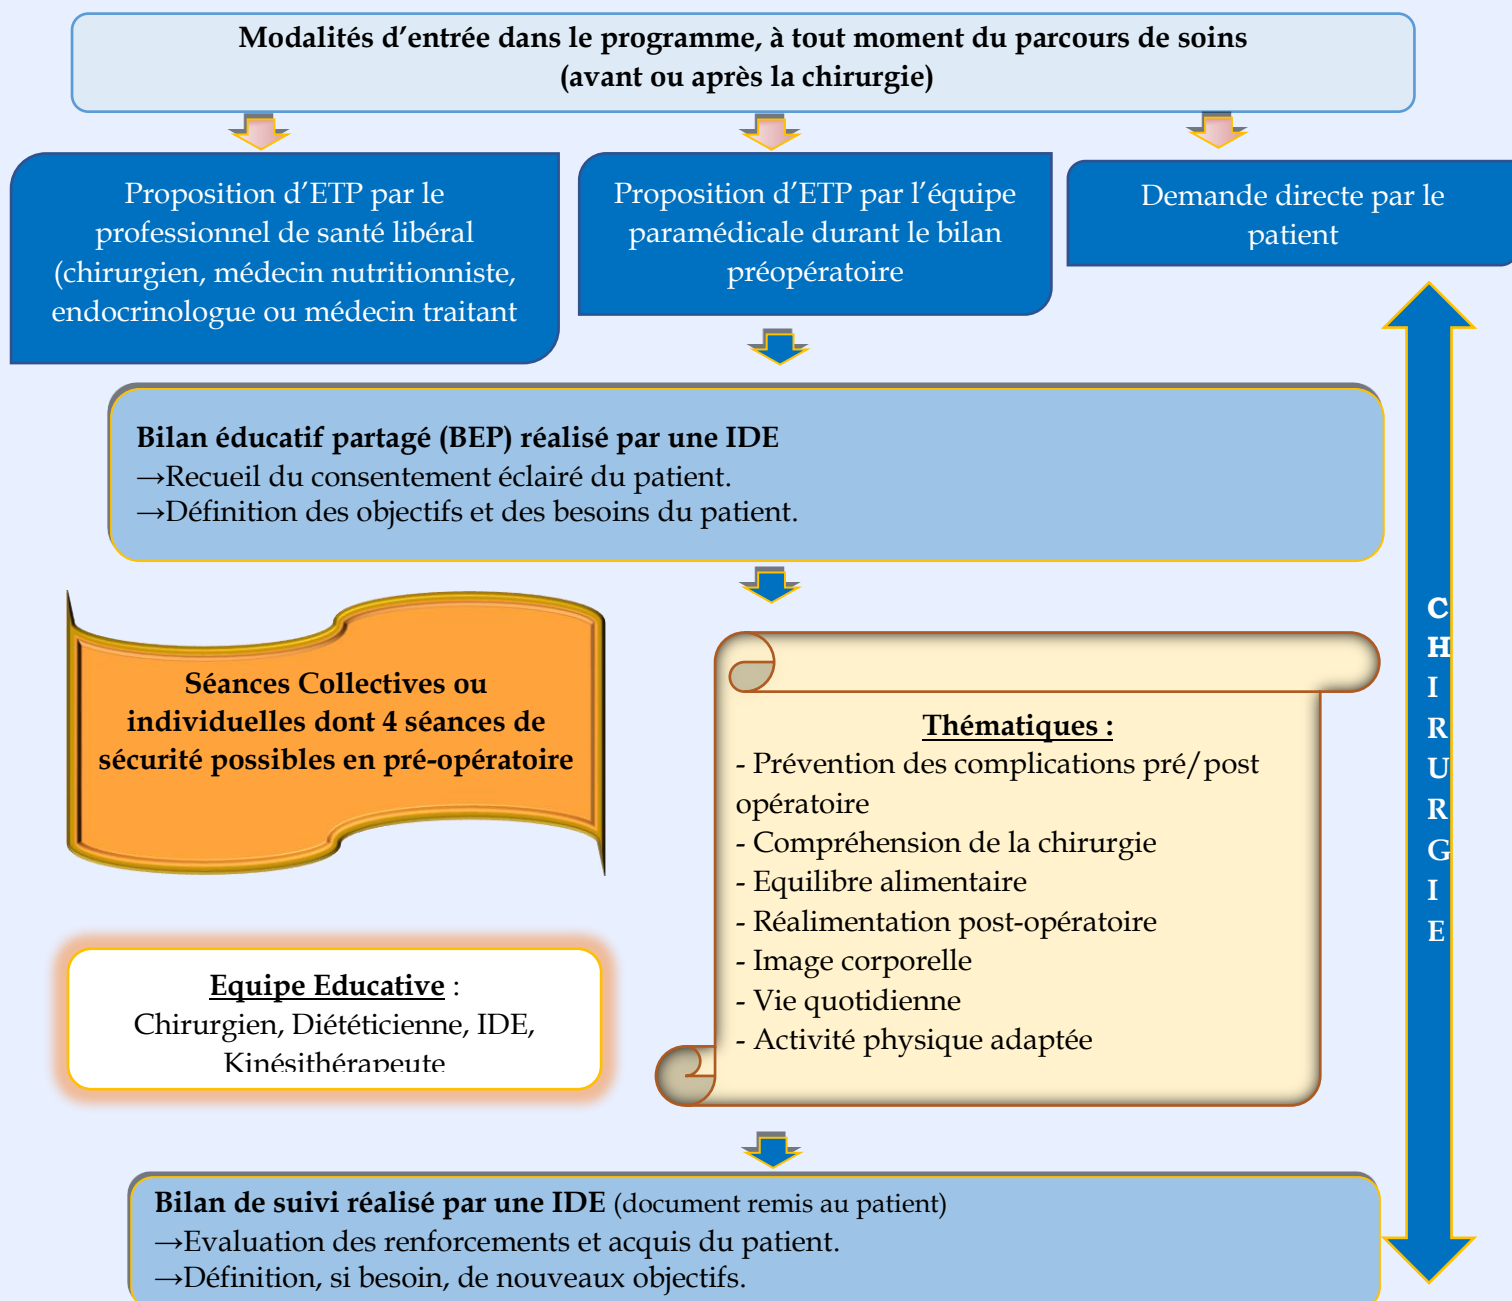 Modalités d’entrée dans le programme, à tout moment du parcours de soins
(avant ou après la chirurgie)
Proposition d’ETP par le
professionnel de santé libéral
(chirurgien, médecin nutritionniste,
endocrinologue ou médecin traitant
Proposition d’ETP par l’équipe
paramédicale durant le bilan
préopératoire
Demande directe par le
patient
Bilan éducatif partagé (BEP) réalisé par une IDE
→Recueil du consentement éclairé du patient.
→Définition des objectifs et des besoins du patient.
Séances Collectives ou
individuelles dont 4 séances de
sécurité possibles en pré-opératoire
Thématiques :
- Prévention des complications pré/post
opératoire
- Compréhension de la chirurgie
- Equilibre alimentaire
- Réalimentation post-opératoire
- Image corporelle
- Vie quotidienne
- Activité physique adaptée
Equipe Educative :
Chirurgien, Diététicienne, IDE,
Kinésithérapeute
C
H
I
R
U
R
G
I
E
Bilan de suivi réalisé par une IDE (document remis au patient)
→Evaluation des renforcements et acquis du patient.
→Définition, si besoin, de nouveaux objectifs.